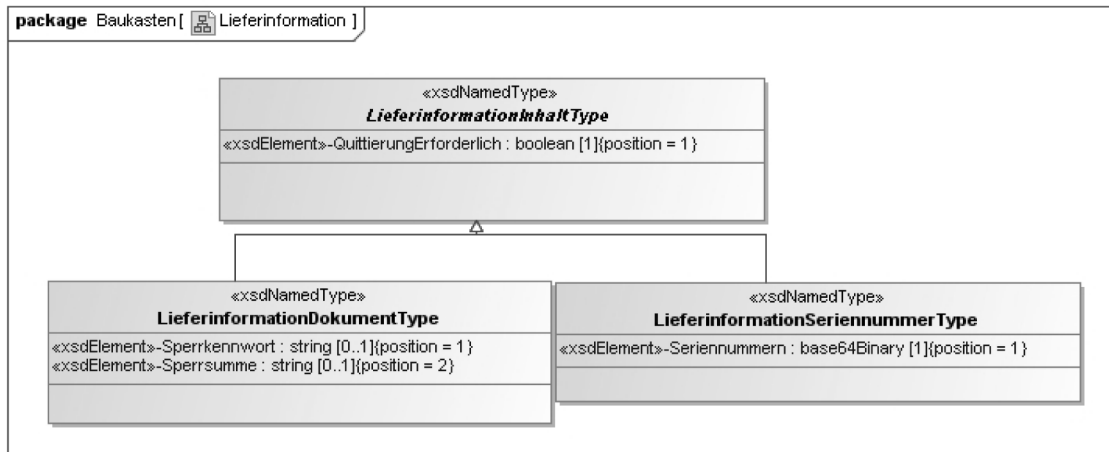 package Baukasten [ Lieferinformation ]
«xsdNamedType»
LieferinformationInhaltType
«xsdElement»-QuittierungErforderlich : boolean [1]{position = 1}
«xsdNamedType»
LieferinformationDokumentType
«xsdElement»-Sperrkennwort : string [0..1]{position = 1}
«xsdElement»-Sperrsumme : string [0..1]{position = 2}
«xsdNamedType»
LieferinformationSeriennummerType
«xsdElement»-Seriennummern : base64Binary [1]{position = 1}